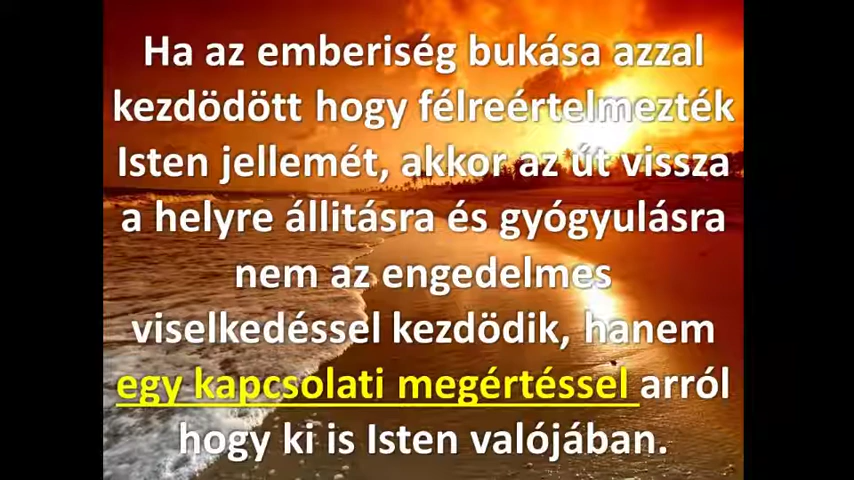 Ha az emberiség bukása azzal
kezdödött hogy félreértelmezték
Isten jellemét, akkor az út vissza
a helyre állitásra és gyógyulásra
nem az engedelmes
viselkedéssel kezdödik, hanem
egy kapcsolati megértéssel arról
hogy ki is Isten valójában.